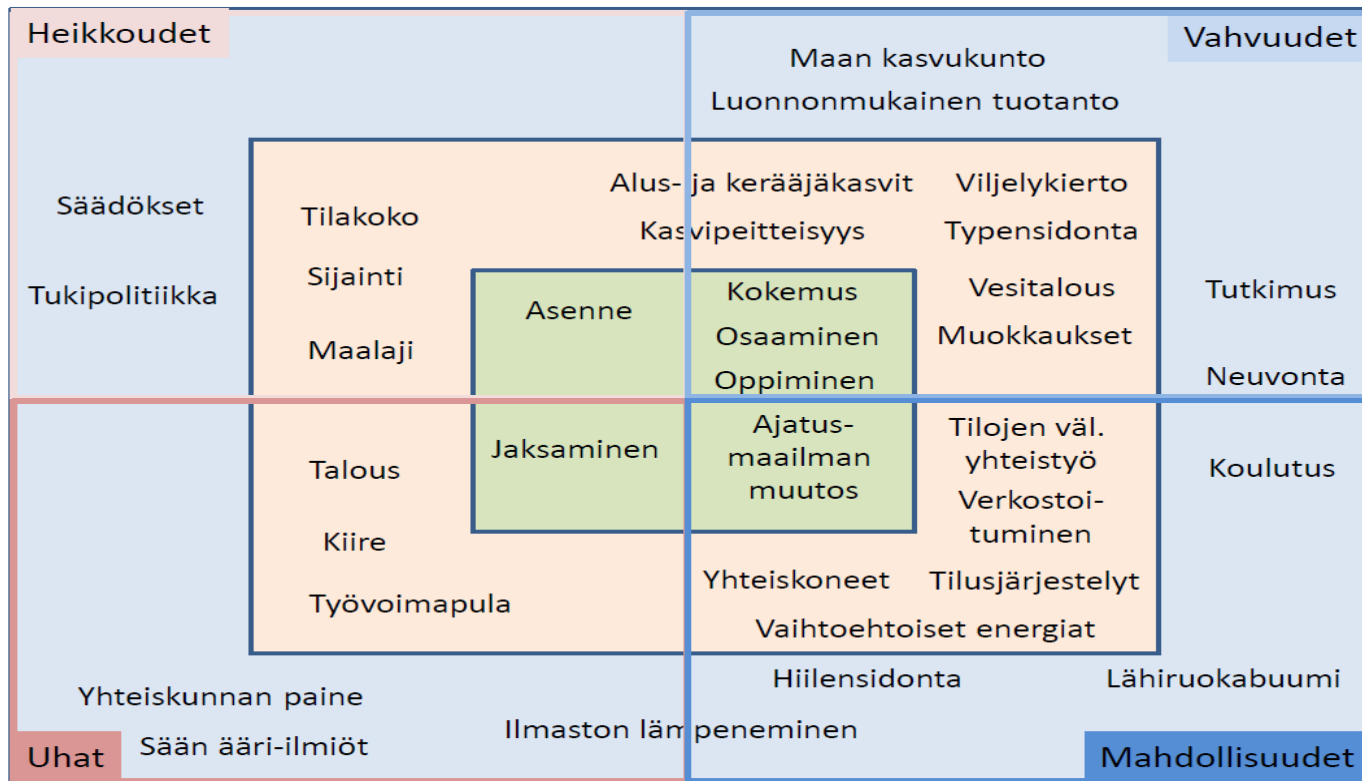 Heikkoudet
Säädökset
Tukipolitiikka
Tilakoko
Sijainti
Maalaji
Asenne
Vahvuudet
Maan kasvukunto
Luonnonmukainen tuotanto
Alus- ja kerääjäkasvit
Kasvipeitteisyys
Viljelykierto
Typensidonta
Vesitalous
Muokkaukset
Kokemus
Osaaminen
Oppiminen
Tutkimus
Neuvonta
Jaksaminen
Talous
Kiire
Työvoimapula
Yhteiskunnan paine
Sään ääri-ilmiöt
Uhat
Ilmaston lämpeneminen
Ajatus-
maailman
muutos
Tilojen väl.
yhteistyö
Verkostoi-
tuminen
Yhteiskoneet
Tilusjärjestelyt
Vaihtoehtoiset energiat
Koulutus
Hiilensidonta
Lähiruokabuumi
Mahdollisuudet